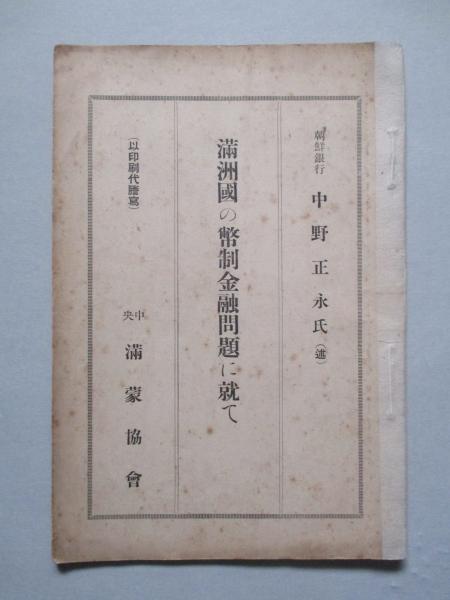 朝鮮銀行 中野正永氏(述)
滿洲國の幣制金融問題に就て
(以印刷代謄寫)
中央 滿蒙協會